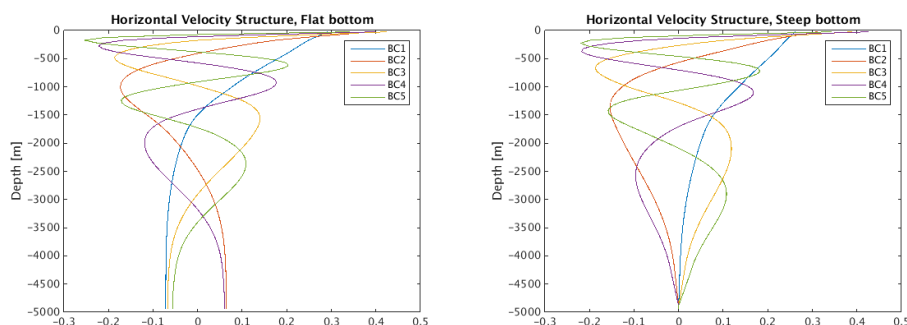 Horizontal Velocity Structure, Flat bottom
0
-500
-1000
-1500
-2000
-2500
-3000
-3500
-4000
-4500
-5000
Depth [m]
BC1
BC2
BC3
BC4
BC5
-0.3
-0.2
-0.1
0
0.1
0.2
0.3
0.4
0.5
Horizontal Velocity Structure, Steep bottom
0
-500
-1000
-1500
-2000
-2500
-3000
-3500
-4000
-4500
-5000
Depth [m]
BC1
BC2
BC3
BC4
BC5
-0.3
-0.2
-0.1
0
0.1
0.2
0.3
0.4
0.5